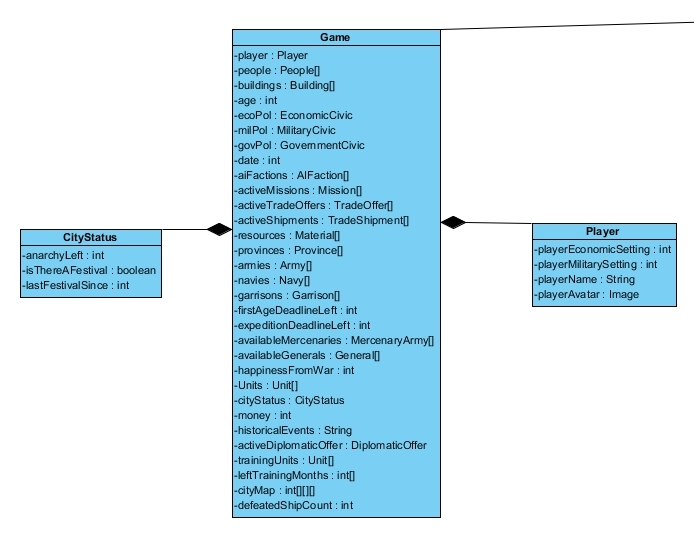 Game
-player : Player
-people : People[]
-buildings : Building[]
-age : int
-ecoPol : EconomicCivic
-milPol : MilitaryCivic
-govPol : GovernmentCivic
-date : int
-aiFactions : AIFaction[]
-activeMissions : Mission[]
-activeTradeOffers : TradeOffer[]
-activeShipments : TradeShipment[]
-resources : Material[]
-provinces : Province[]
-armies : Army[]
-navies : Navy[]
-garrisons : Garrison[]
-firstAgeDeadlineLeft : int
-expeditionDeadlineLeft : int
-availableMercenaries : MercenaryArmy[]
-availableGenerals : General[]
-happinessFromWar : int
-Units : Unit[]
-cityStatus : CityStatus
-money : int
-historicalEvents : String
-activeDiplomaticOffer : DiplomaticOffer
-trainingUnits : Unit[]
-leftTrainingMonths : int[]
-cityMap : int[][][]
-defeatedShipCount : int
CityStatus
-anarchyLeft : int
-isThereAFestival : boolean
-lastFestivalSince : int
Player
-playerEconomicSetting : int
-playerMilitarySetting : int
-playerName : String
-playerAvatar : Image